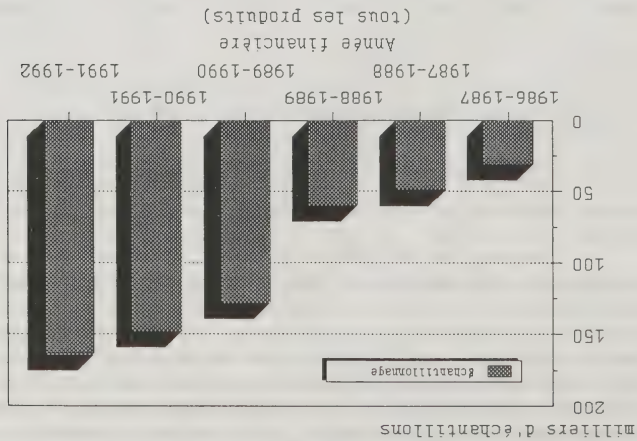 milliers d'échantillons
200
échantillonnage
150
100
50
0
1986-1987
1987-1988
1988-1989
1989-1990
1990-1991
1991-1992
Année financière
(tous les produits)